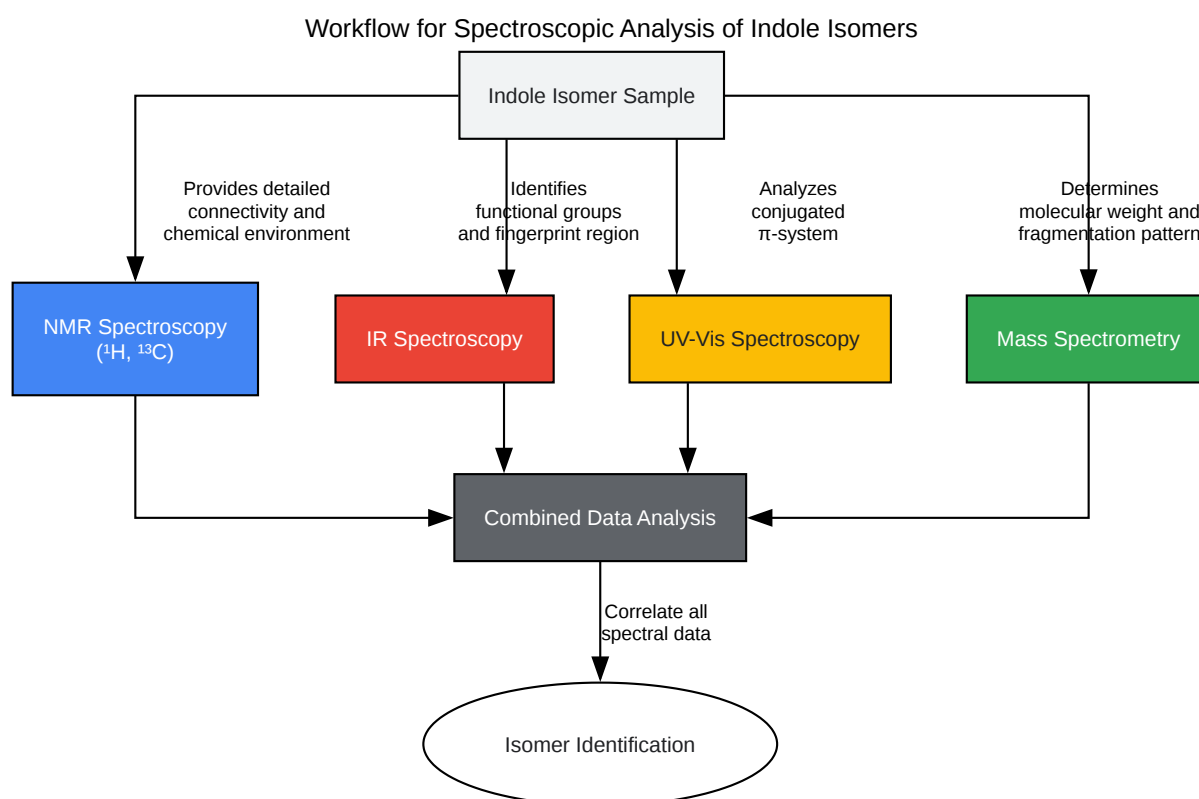 Workflow for Spectroscopic Analysis of Indole Isomers
Indole Isomer Sample
Provides detailed
connectivity and
chemical environment
Identifies
functional groups
and fingerprint region
Analyzes
conjugated
π-system
Determines
molecular weight and
fragmentation pattern
NMR Spectroscopy
(¹H, ¹³C)
IR Spectroscopy
UV-Vis Spectroscopy
Mass Spectrometry
Combined Data Analysis
Correlate all
spectral data
Isomer Identification